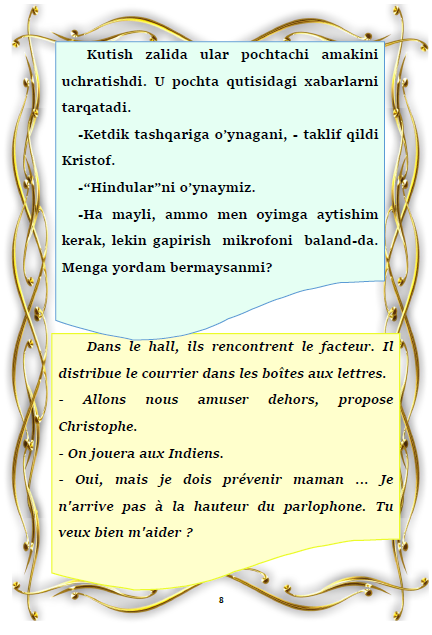 Kutish zalida ular pochtachi amakini
uchratishdi. U pochta qutisidagi xabarlarni
tarqatadi.
-Ketdik tashqariga o’ynagani, - taklif qildi
Kristof.
-“Hindular”ni o’ynaymiz.
-Ha mayli, ammo men oyimga aytishim
kerak, lekin gapirish mikrofoni baland-da.
Menga yordam bermaysanmi?
Dans le hall, ils rencontrent le facteur. Il
distribue le courrier dans les boîtes aux lettres.
- Allons nous amuser dehors, propose
Christophe.
- On jouera aux Indiens.
- Oui, mais je dois prévenir maman ... Je
n'arrive pas à la hauteur du parlophone. Tu
veux bien m'aider ?
8